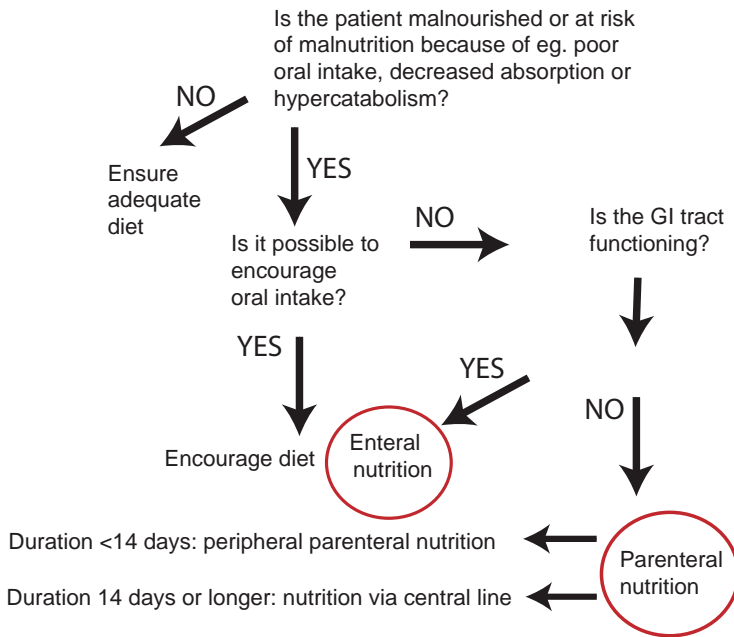 Is the patient malnourished or at risk
of malnutrition because of eg. poor
oral intake, decreased absorption or
hypercatabolism?
NO
Ensure
adequate
diet
YES
Is it possible to
encourage
oral intake?
NO
Is the GI tract
functioning?
YES
Encourage diet
YES
Enteral
nutrition
NO
Parenteral
nutrition
Duration <14 days: peripheral parenteral nutrition
Duration 14 days or longer: nutrition via central line